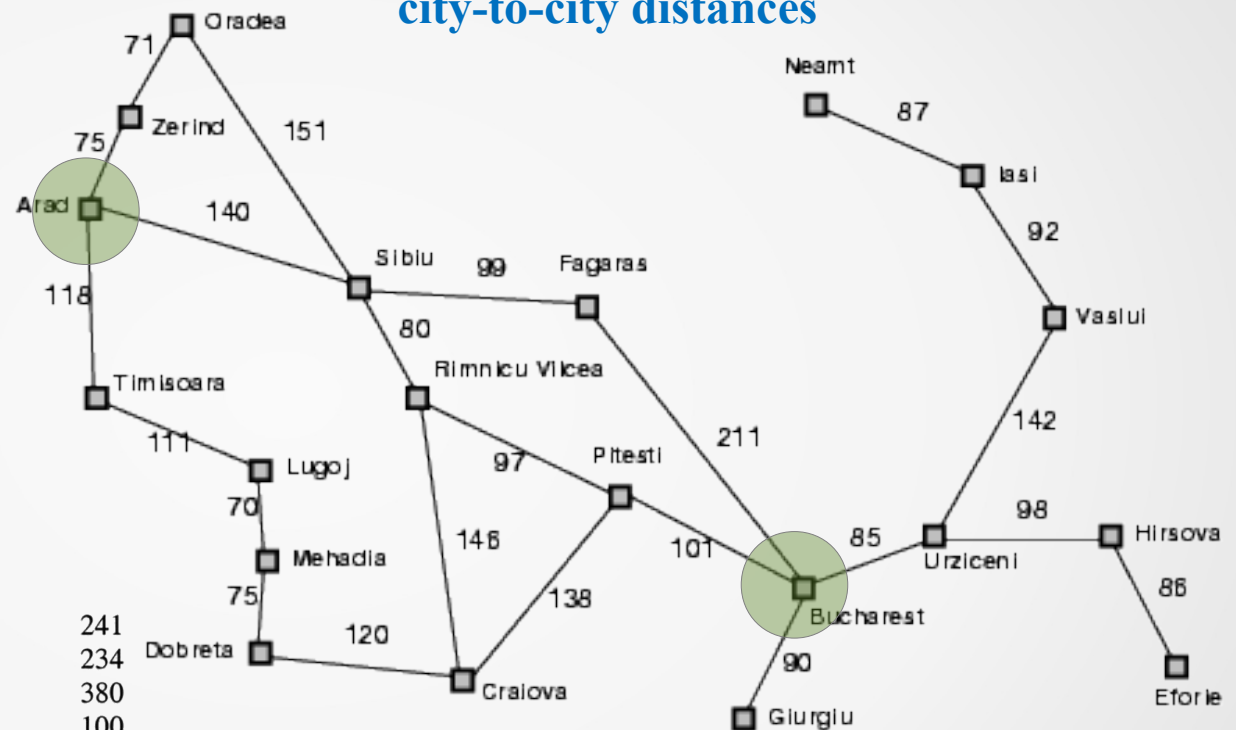 city-to-city distances
Oradea
71
Neamt
87
Zerind
151
75
Iasi
Arad
140
92
Sibiu
99
Fagaras
118
80
Vaslui
Rimnicu Vilcea
Timisoara
142
111
211
97
Pitesti
Lugoj
70
98
146
101
85
Hirsova
Mehadia
Urziceni
86
75
138
Bucharest
241
120
234
Dobreta
90
380
Craiova
Eforie
100
Giurgiu